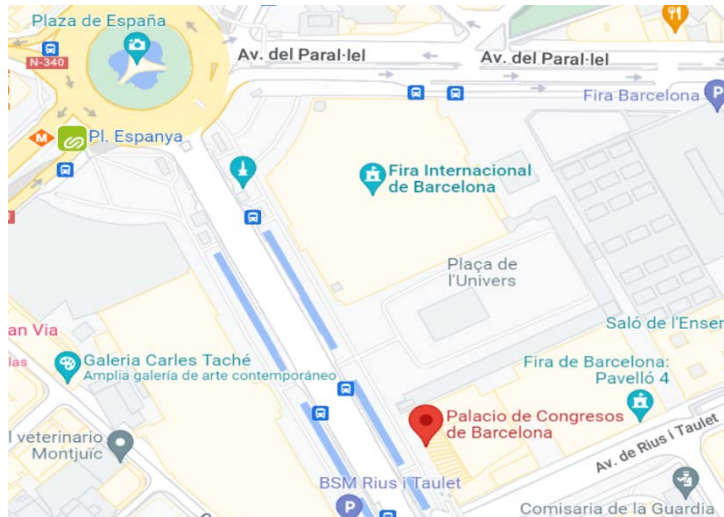 Plaza de España
N-340
Av. del Paral·lel
Av. del Paral·lel
Fira Barcelona
P
M
Pl. Espanya
Fira Internacional
de Barcelona
Plaça de
l'Univers
an Via
las
Saló de l'Enser
Galeria Carles Taché
Amplia galería de arte contemporáneo
Fira de Barcelona:
Pavelló 4
Palacio de Congresos
de Barcelona
l veterinario
Montjuïc
Av. de Rius i Taulet
BSM Rius i Taulet
P
Comisaria de la Guardia